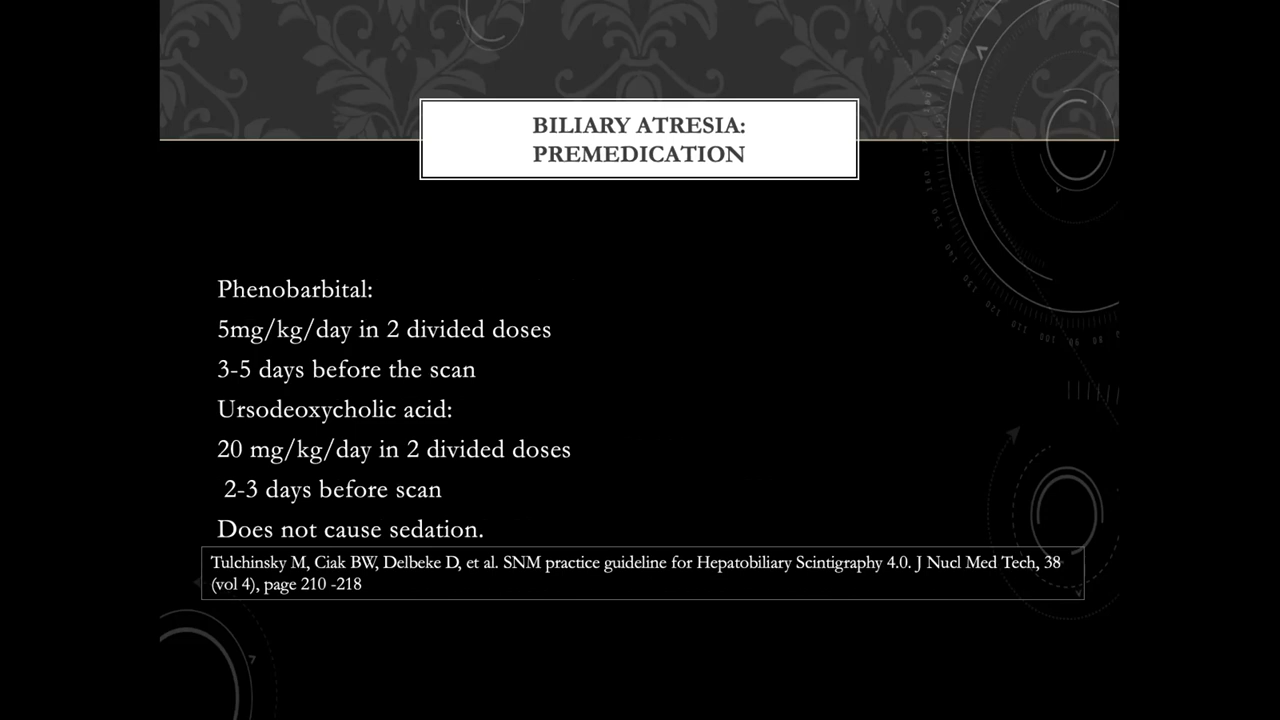 BILIARY ATRESIA:
PREMEDICATION
Phenobarbital:
5mg/kg/day in 2 divided doses
3-5 days before the scan
Ursodeoxycholic acid:
20 mg/kg/day in 2 divided doses
2-3 days before scan
Does not cause sedation.
Tulchinsky M, Ciak BW, Delbeke D, et al. SNM practice guideline for Hepatobiliary Scintigraphy 4.0. J Nucl Med Tech, 38
(vol 4), page 210 -218